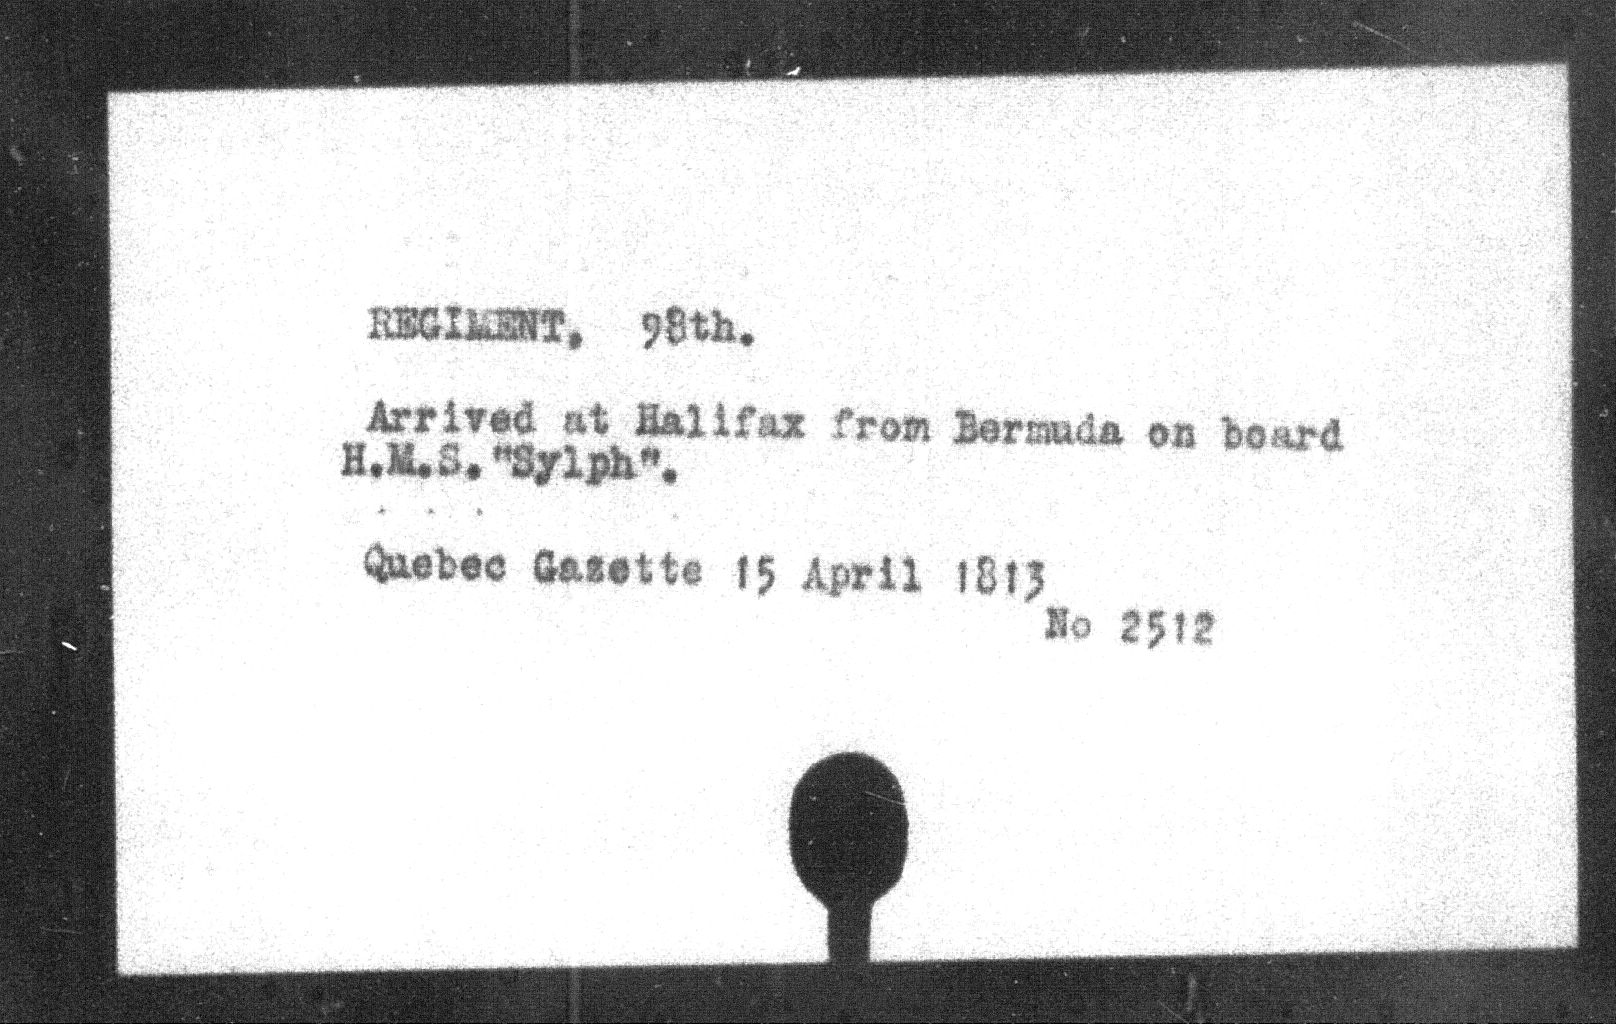 REGIMENT. 98th.
Arrived at Halifax from Bermuda on board
H.M.S."Sylph".
. . .
Quebec Gazette 15 April 1813
No 2512